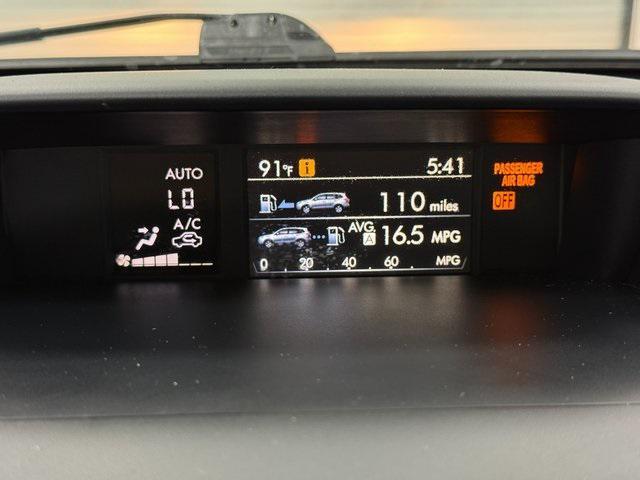 AUTO
LO
A/C
91°F i 5:41
110 miles
AVG.
A 16.5 MPG
0 20 40 60 MPG
PASSENGER
AIR BAG
OFF